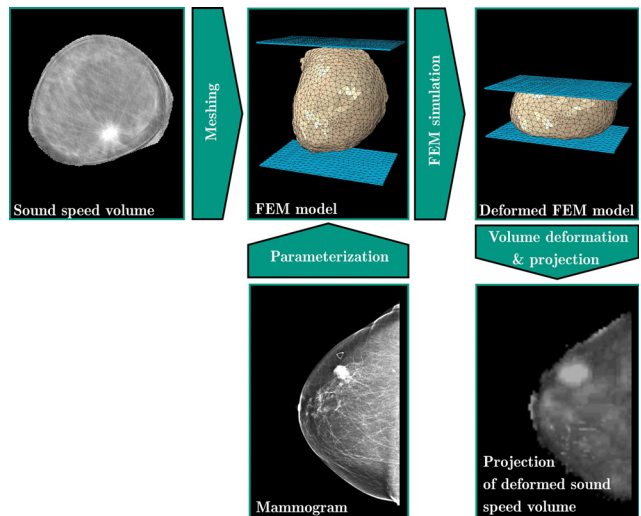 Sound speed volume
Meshing
FEM model
FEM simulation
Deformed FEM model
Parameterization
Volume deformation
& projection
Mammogram
Projection
of deformed sound
speed volume